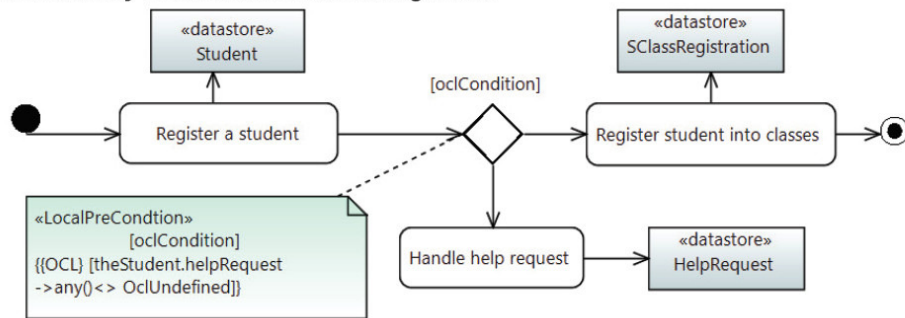 «datastore»
Student
«datastore»
SClassRegistration
[oclCondition]
Register a student
Register student into classes
«LocalPreCondtion»
[oclCondition]
{{OCL} [theStudent.helpRequest
->any()<> OclUndefined]}
Handle help request
«datastore»
HelpRequest